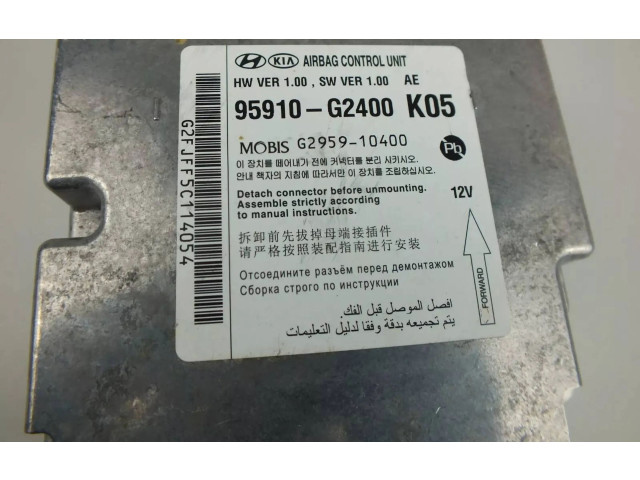 HYUNDAI KIA AIRBAG CONTROL UNIT
HW VER 1.00 , SW VER 1.00 AE
95910-G2400 K05
MOBIS G2959-10400
이 장치를 떼어내기 전에 커넥터를 분리 시키시오.
안내 책자의 지침에 따라서만 이 장치를 조립하십시오.
Pb
Detach connector before unmounting.
Assemble strictly according
to manual instructions.
12V
拆卸前先拔掉母端接插件
请严格按照装配指南进行安装
Отсоедините разъём перед демонтажом
Сборка строго по инструкции
افصل الموصل قبل الفك.
يتم تجميعه بدقة وفقا لدليل التعليمات
FORWARD
G2FJFF5C114054